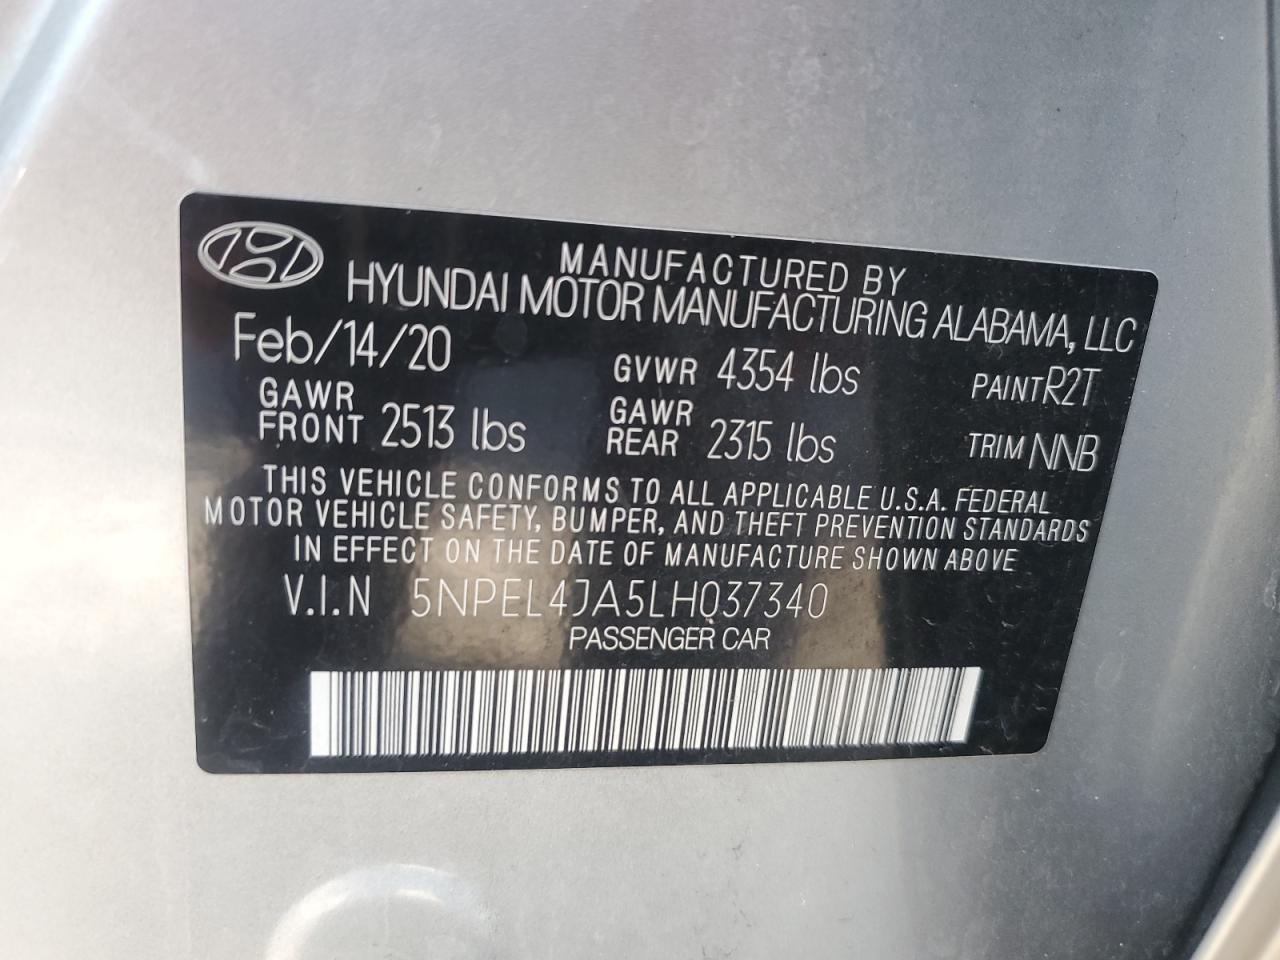 MANUFACTURED BY
HYUNDAI MOTOR MANUFACTURING ALABAMA, LLC
Feb/14/20 GVWR 4354 lbs PAINT R2T
GAWR FRONT 2513 lbs GAWR REAR 2315 lbs TRIM NNB
THIS VEHICLE CONFORMS TO ALL APPLICABLE U.S.A. FEDERAL
MOTOR VEHICLE SAFETY, BUMPER, AND THEFT PREVENTION STANDARDS
IN EFFECT ON THE DATE OF MANUFACTURE SHOWN ABOVE
V.I.N 5NPEL4JA5LH037340
PASSENGER CAR